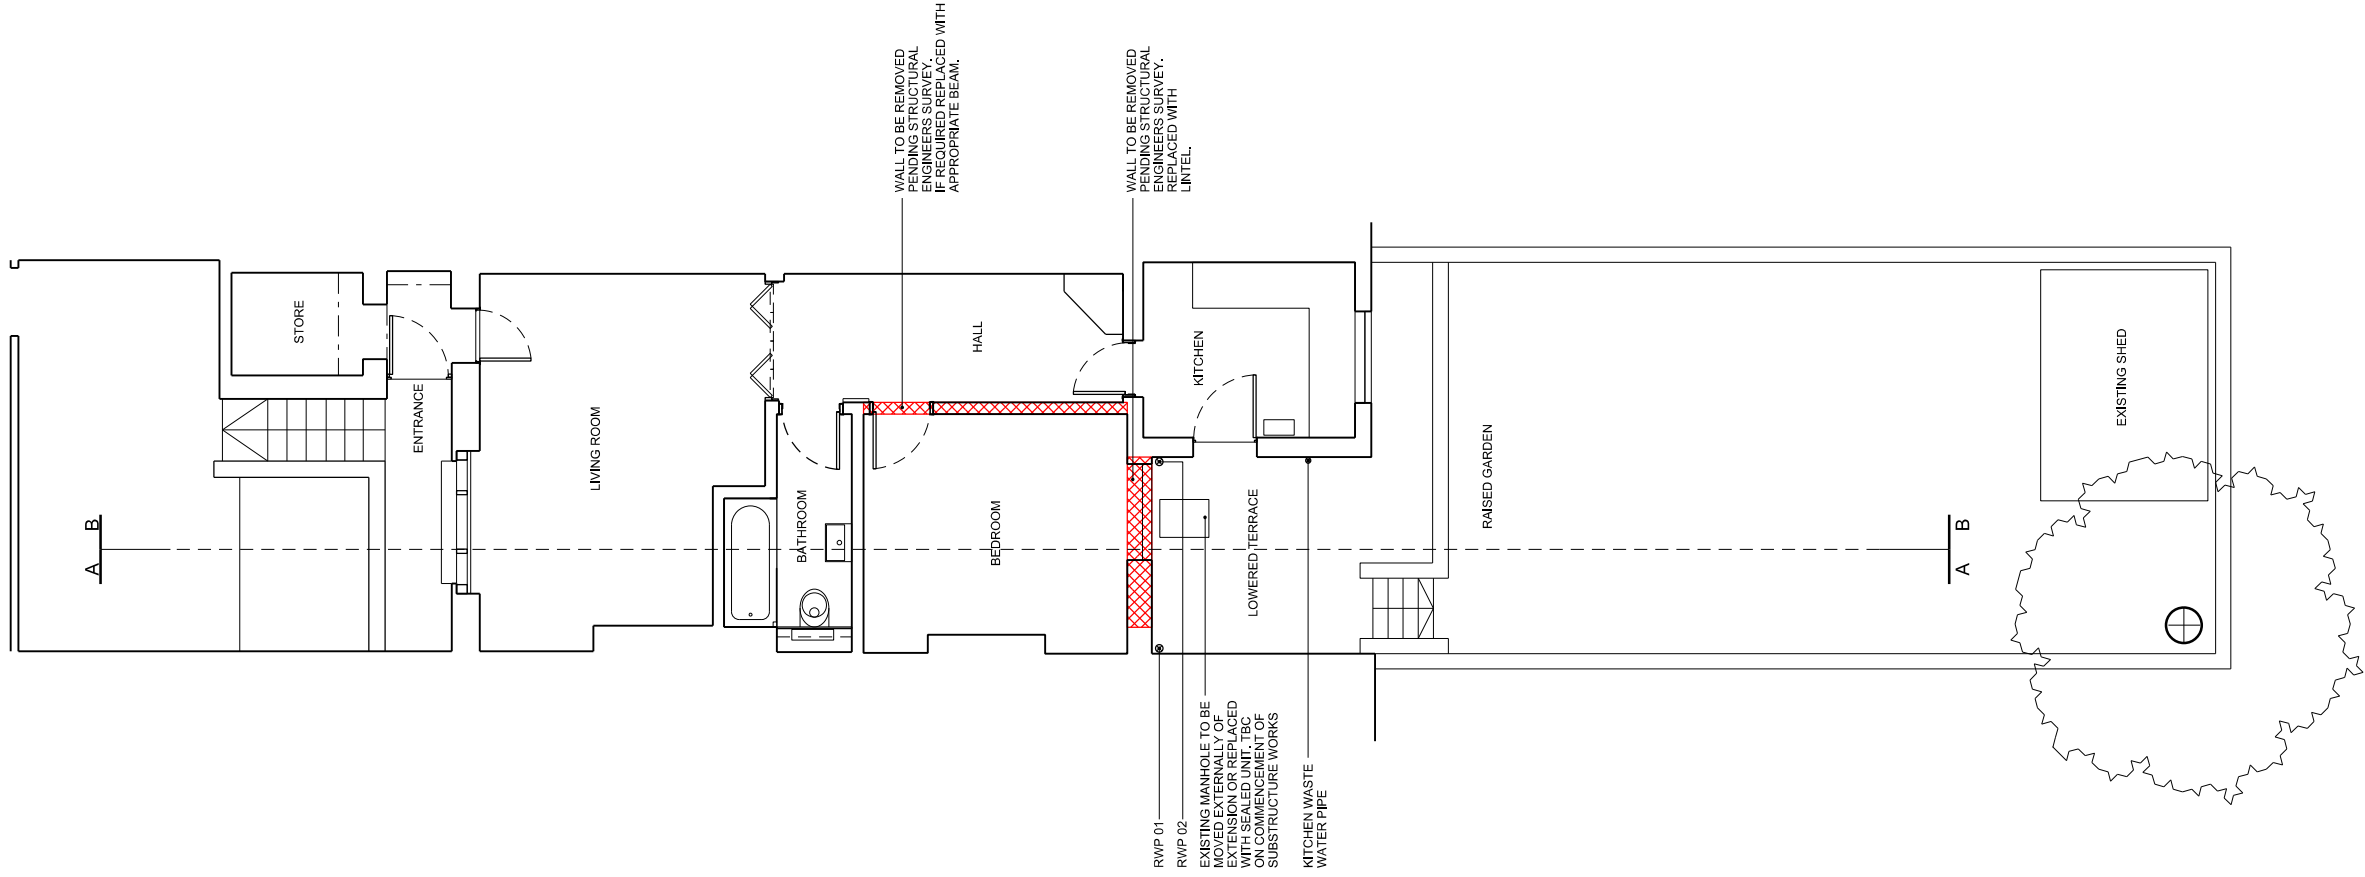 WALL TO BE REMOVED
PENDING STRUCTURAL
ENGINEERS SURVEY.
IF REQUIRED REPLACED WITH
APPROPRIATE BEAM.
WALL TO BE REMOVED
PENDING STRUCTURAL
ENGINEERS SURVEY.
REPLACED WITH
LINTEL.
STORE
ENTRANCE
LIVING ROOM
HALL
KITCHEN
BATHROOM
BEDROOM
LOWERED TERRACE
RAISED GARDEN
EXISTING SHED
A B
A B
RWP 01
RWP 02
EXISTING MANHOLE TO BE
MOVED EXTERNALLY OF
EXTENSION OR REPLACED
WITH SEALED UNIT. TBC
ON COMMENCEMENT OF
SUBSTRUCTURE WORKS
KITCHEN WASTE
WATER PIPE